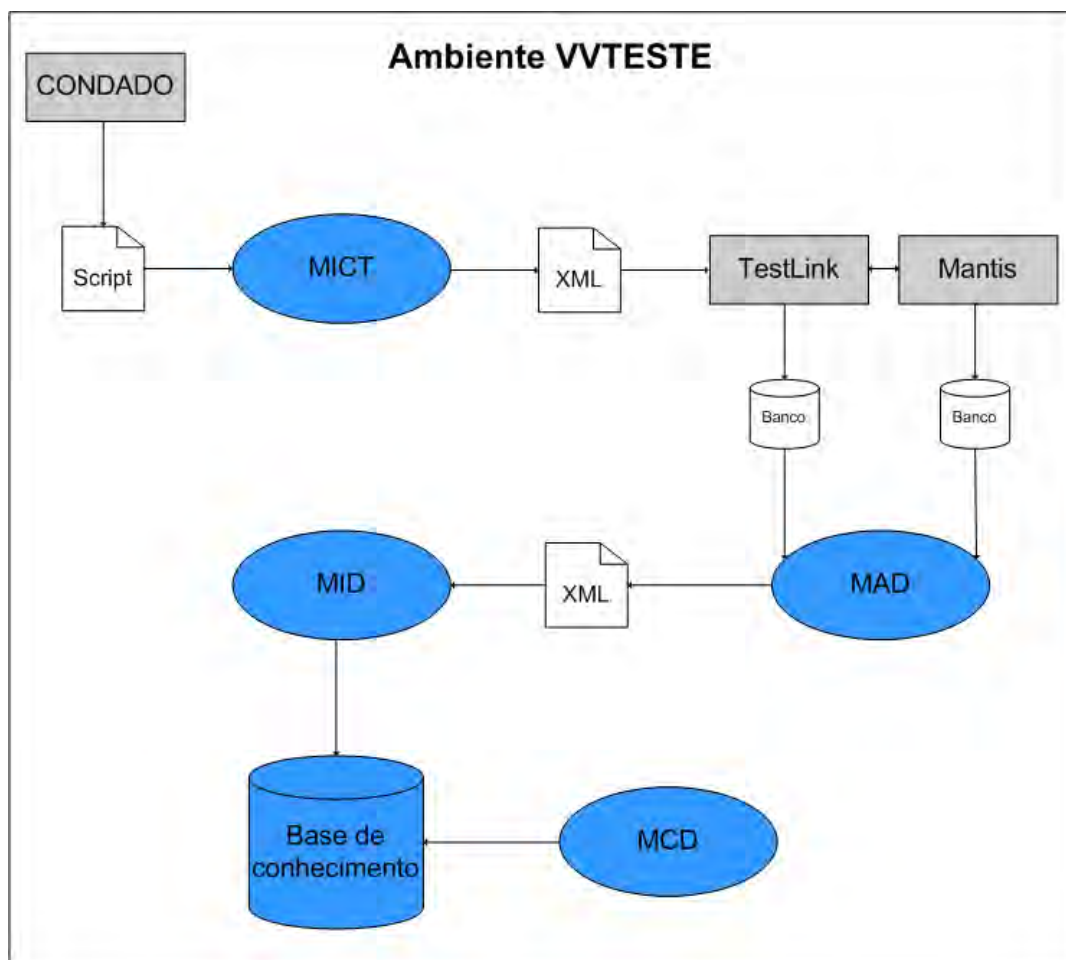 Ambiente VVTESTE
CONDADO
Script
MICT
XML
TestLink
Mantis
Banco
Banco
MID
XML
MAD
Base de
conhecimento
MCD